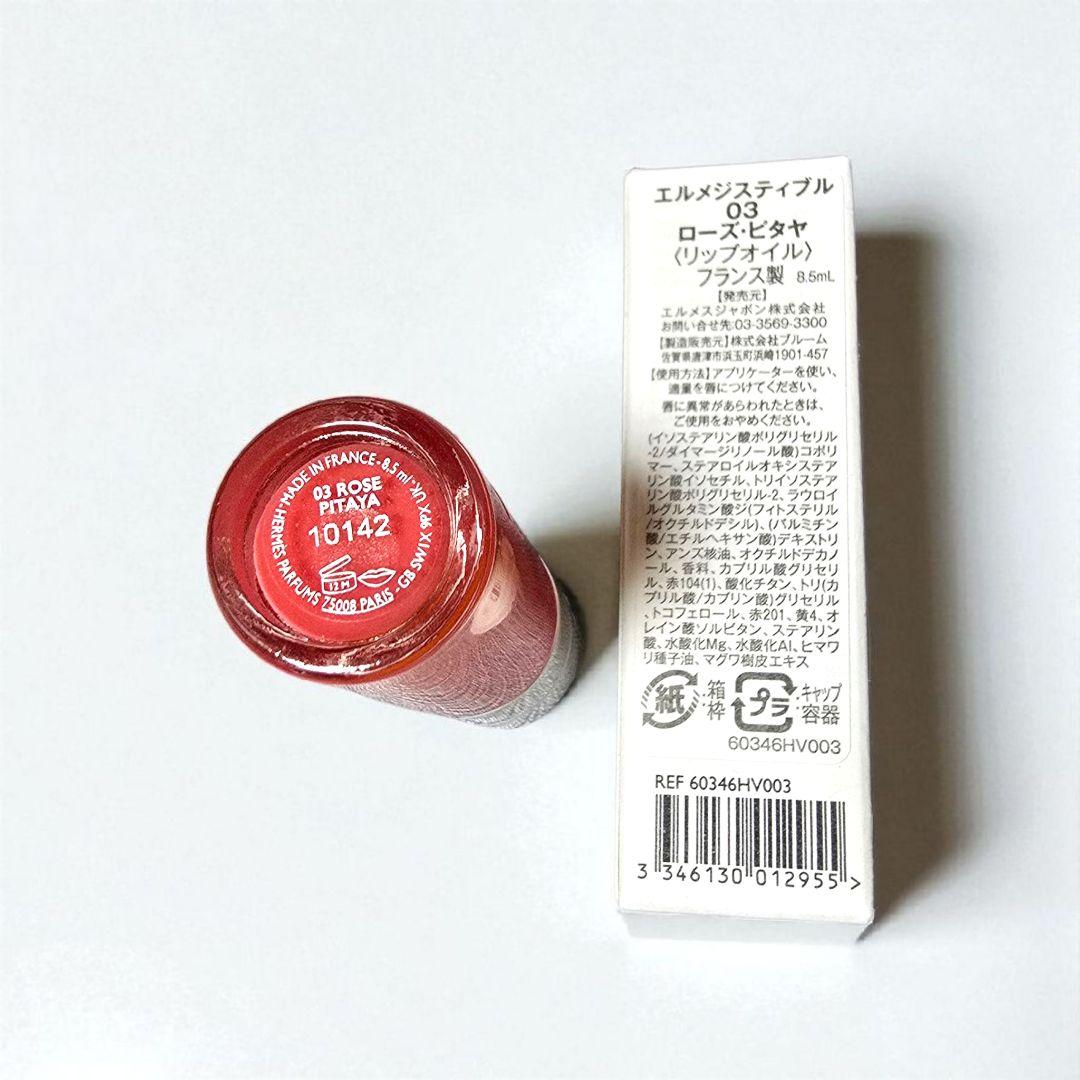 HERMÈS PARFUMS 75008 PARIS - GB SW1X 9PX UK - 8,5 ml - MADE IN FRANCE -
03 ROSE
PITAYA
10142
12 M
エルメジスティブル
03
ローズ・ピタヤ
〈リップオイル〉
フランス製 8.5mL
【発売元】
エルメスジャポン株式会社
お問い合せ先:03-3569-3300
【製造販売元】株式会社ブルーム
佐賀県唐津市浜玉町浜崎1901-457
【使用方法】アプリケーターを使い、
適量を唇につけてください。
唇に異常があらわれたときは、
ご使用をおやめください。
(イソステアリン酸ポリグリセリル
-2/ダイマージリノール酸)コポリ
マー、ステアロイルオキシステア
リン酸イソセチル、トリイソステア
リン酸ポリグリセリル-2、ラウロイ
ルグルタミン酸ジ(フィトステリル
/オクチルドデシル)、(パルミチン
酸/エチルヘキサン酸)デキストリ
ン、アンズ核油、オクチルドデカノ
ール、香料、カプリル酸グリセリ
ル、赤104(1)、酸化チタン、トリ(カ
プリル酸/カプリン酸)グリセリル、
トコフェロール、赤201、黄4、オ
レイン酸ソルビタン、ステアリン
酸、水酸化Mg、水酸化Al、ヒマワ
リ種子油、マグワ樹皮エキス
紙 :箱 枠 プラ :キャップ 容器
60346HV003
REF 60346HV003
3 346130 012955 >